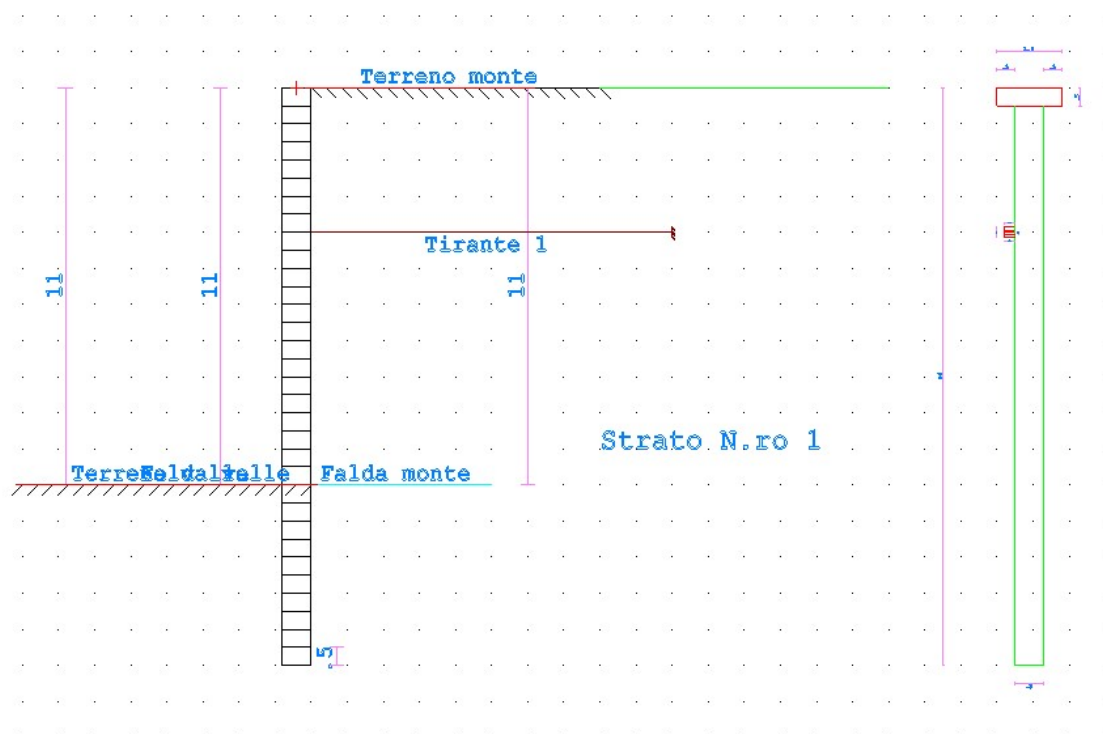 Terreno monte
Tirante 1
11
11
11
Strato N.ro 1
Falda monte
.5